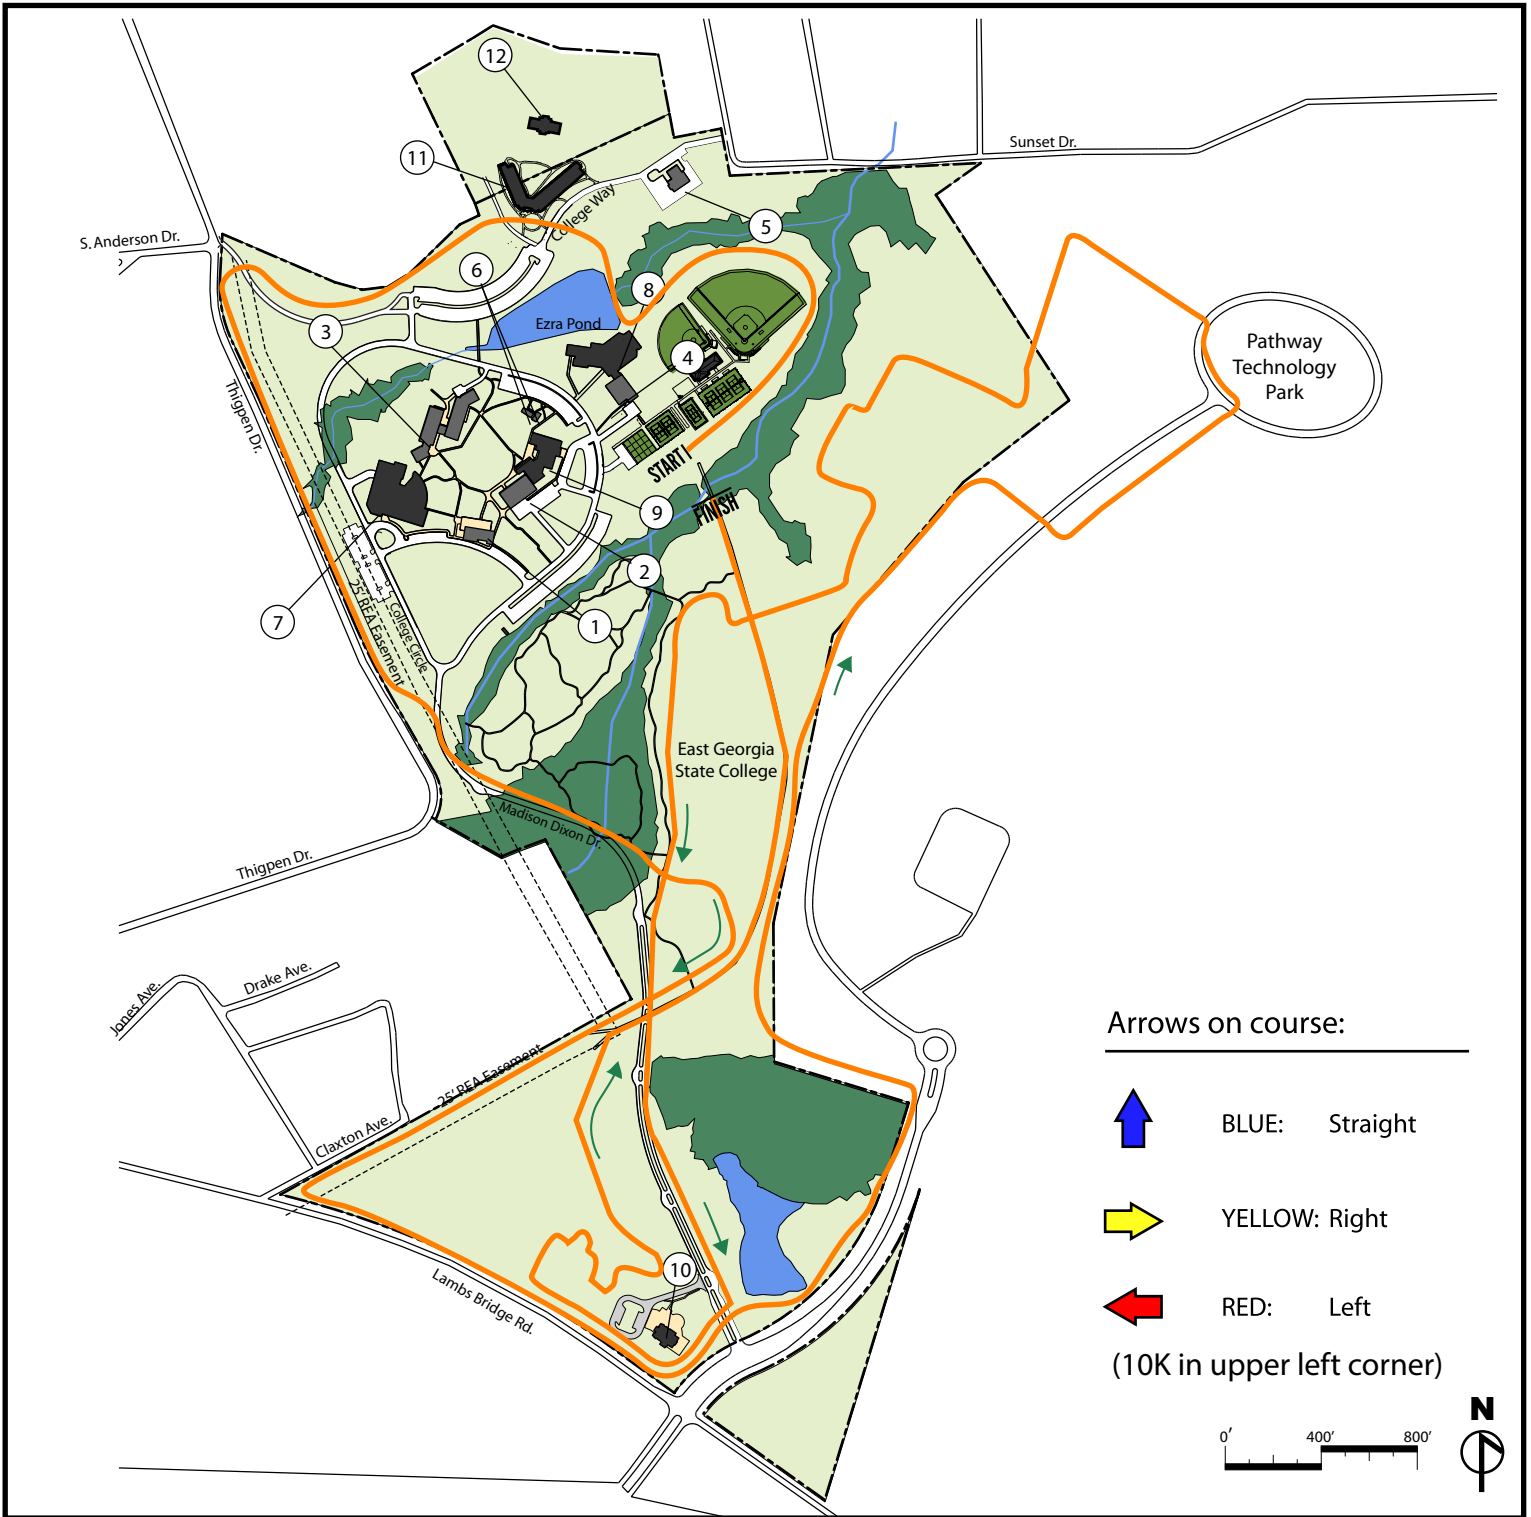 12
Sunset Dr.
11
College Way
5
S. Anderson Dr.
6
8
3
Ezra Pond
4
Pathway
Technology
Park
Thigpen Dr.
START!
FINISH
9
2
7
1
25' REA Easement
College Circle
East Georgia
State College
Madison Dixon Dr.
Thigpen Dr.
Drake Ave.
Jones Ave.
25' REA Easement
Claxton Ave.
10
Lambs Bridge Rd.
Arrows on course:
BLUE: Straight
YELLOW: Right
RED: Left
(10K in upper left corner)
N
0' 400' 800'